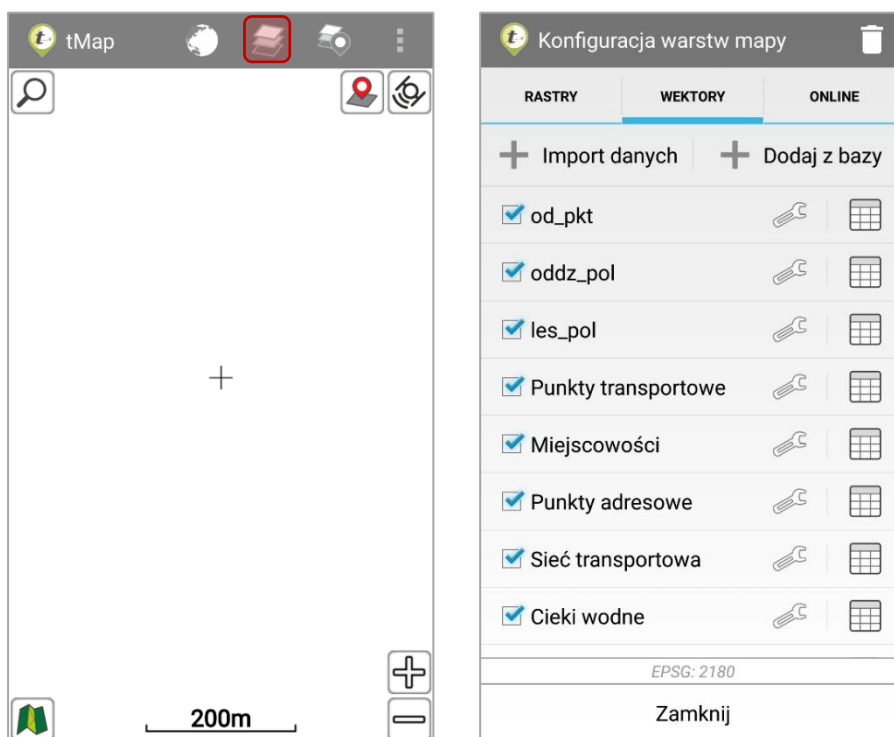 tMap
200m
Konfiguracja warstw mapy
RASTRY WEKTORY ONLINE
Import danych Dodaj z bazy
od_pkt
oddz_pol
les_pol
Punkty transportowe
Miejscowości
Punkty adresowe
Sieć transportowa
Cieki wodne
EPSG: 2180
Zamknij